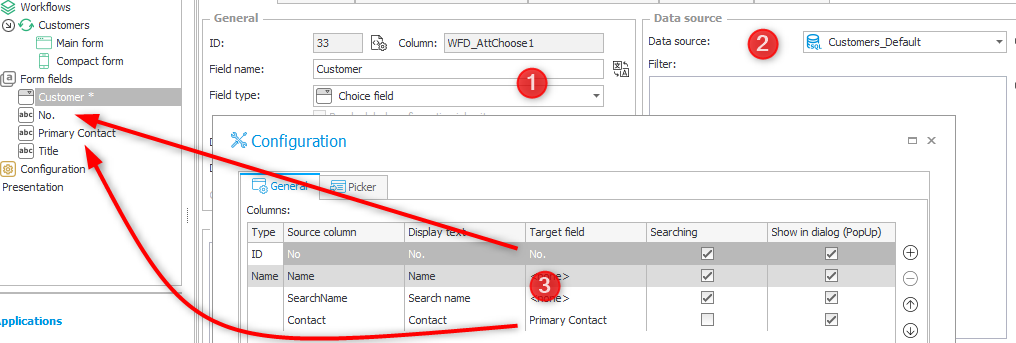 Workflows
Customers
Main form
Compact form
Form fields
Customer *
No.
Primary Contact
Title
Configuration
Presentation
Applications
General
ID: 33 Column: WFD_AttChoose1
Field name: Customer
Field type: Choice field
1
Data source
Data source: 2 Customers_Default
Filter:
Configuration
General Picker
Columns:
Type Source column Display text Target field Searching Show in dialog (PopUp)
ID No No. No.
Name Name Name <none>
3
SearchName Search name <none>
Contact Contact Primary Contact